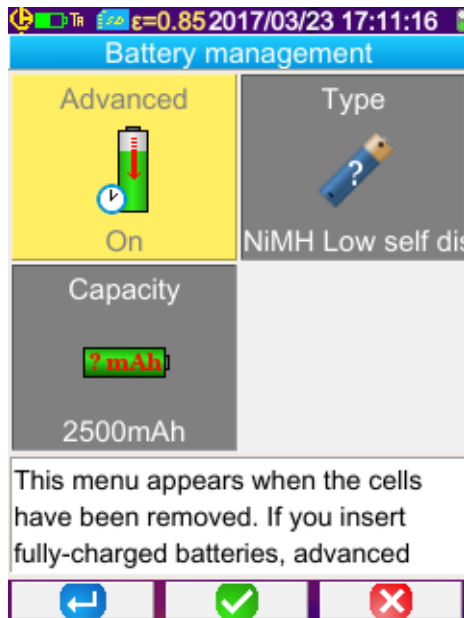 TA ε=0.85 2017/03/23 17:11:16
Battery management
Advanced
On
Type
?
NiMH Low self dis
Capacity
? mAh
2500mAh
This menu appears when the cells
have been removed. If you insert
fully-charged batteries, advanced